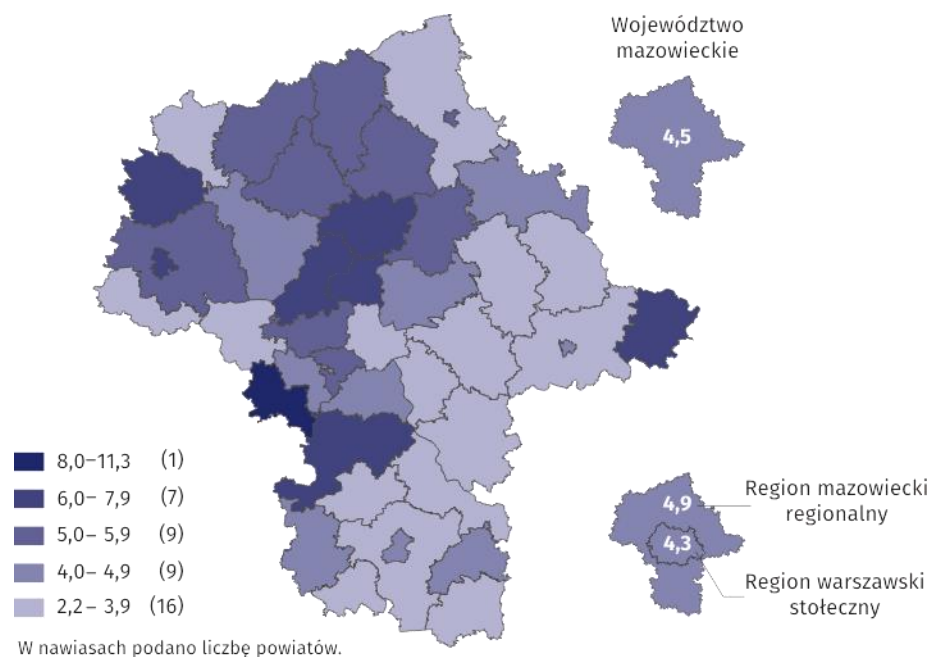 Województwo
mazowieckie
4,5
8,0–11,3 (1)
6,0– 7,9 (7)
5,0– 5,9 (9)
4,0– 4,9 (9)
2,2– 3,9 (16)
W nawiasach podano liczbę powiatów.
4,9
4,3
Region mazowiecki
regionalny
Region warszawski
stołeczny